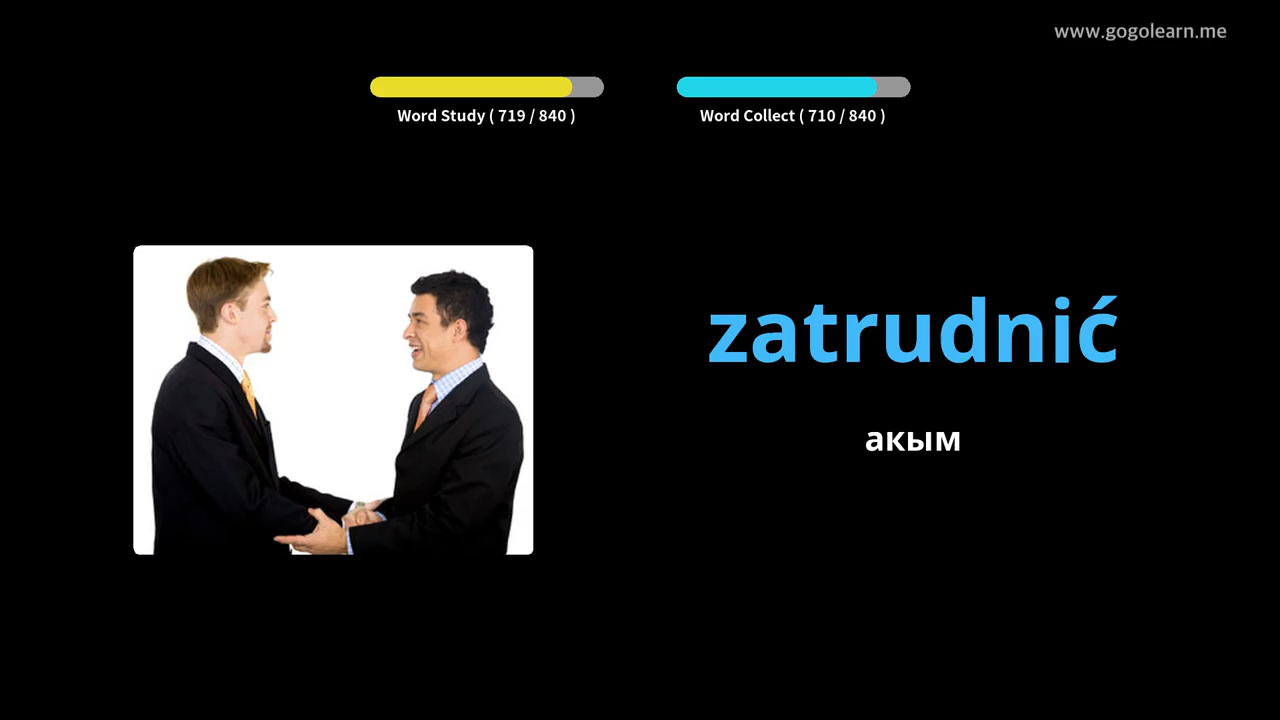 www.gogolearn.me
Word Study ( 719 / 840 )
Word Collect ( 710 / 840 )
zatrudnić
акым